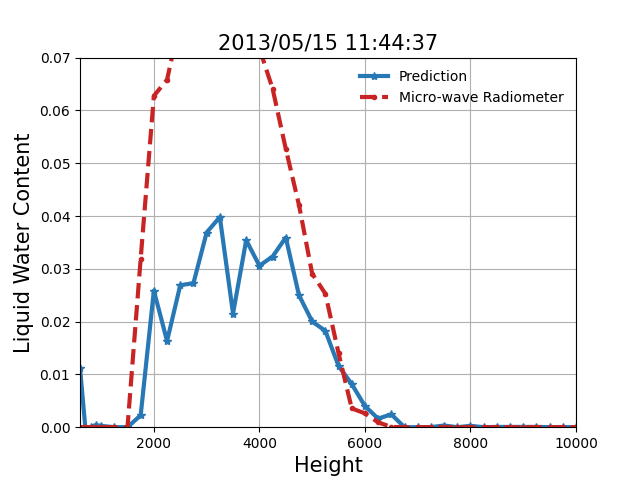 2013/05/15 11:44:37
0.07
0.06
0.05
0.04
0.03
0.02
0.01
0.00
Liquid Water Content
Prediction
Micro-wave Radiometer
2000 4000 6000 8000 10000
Height